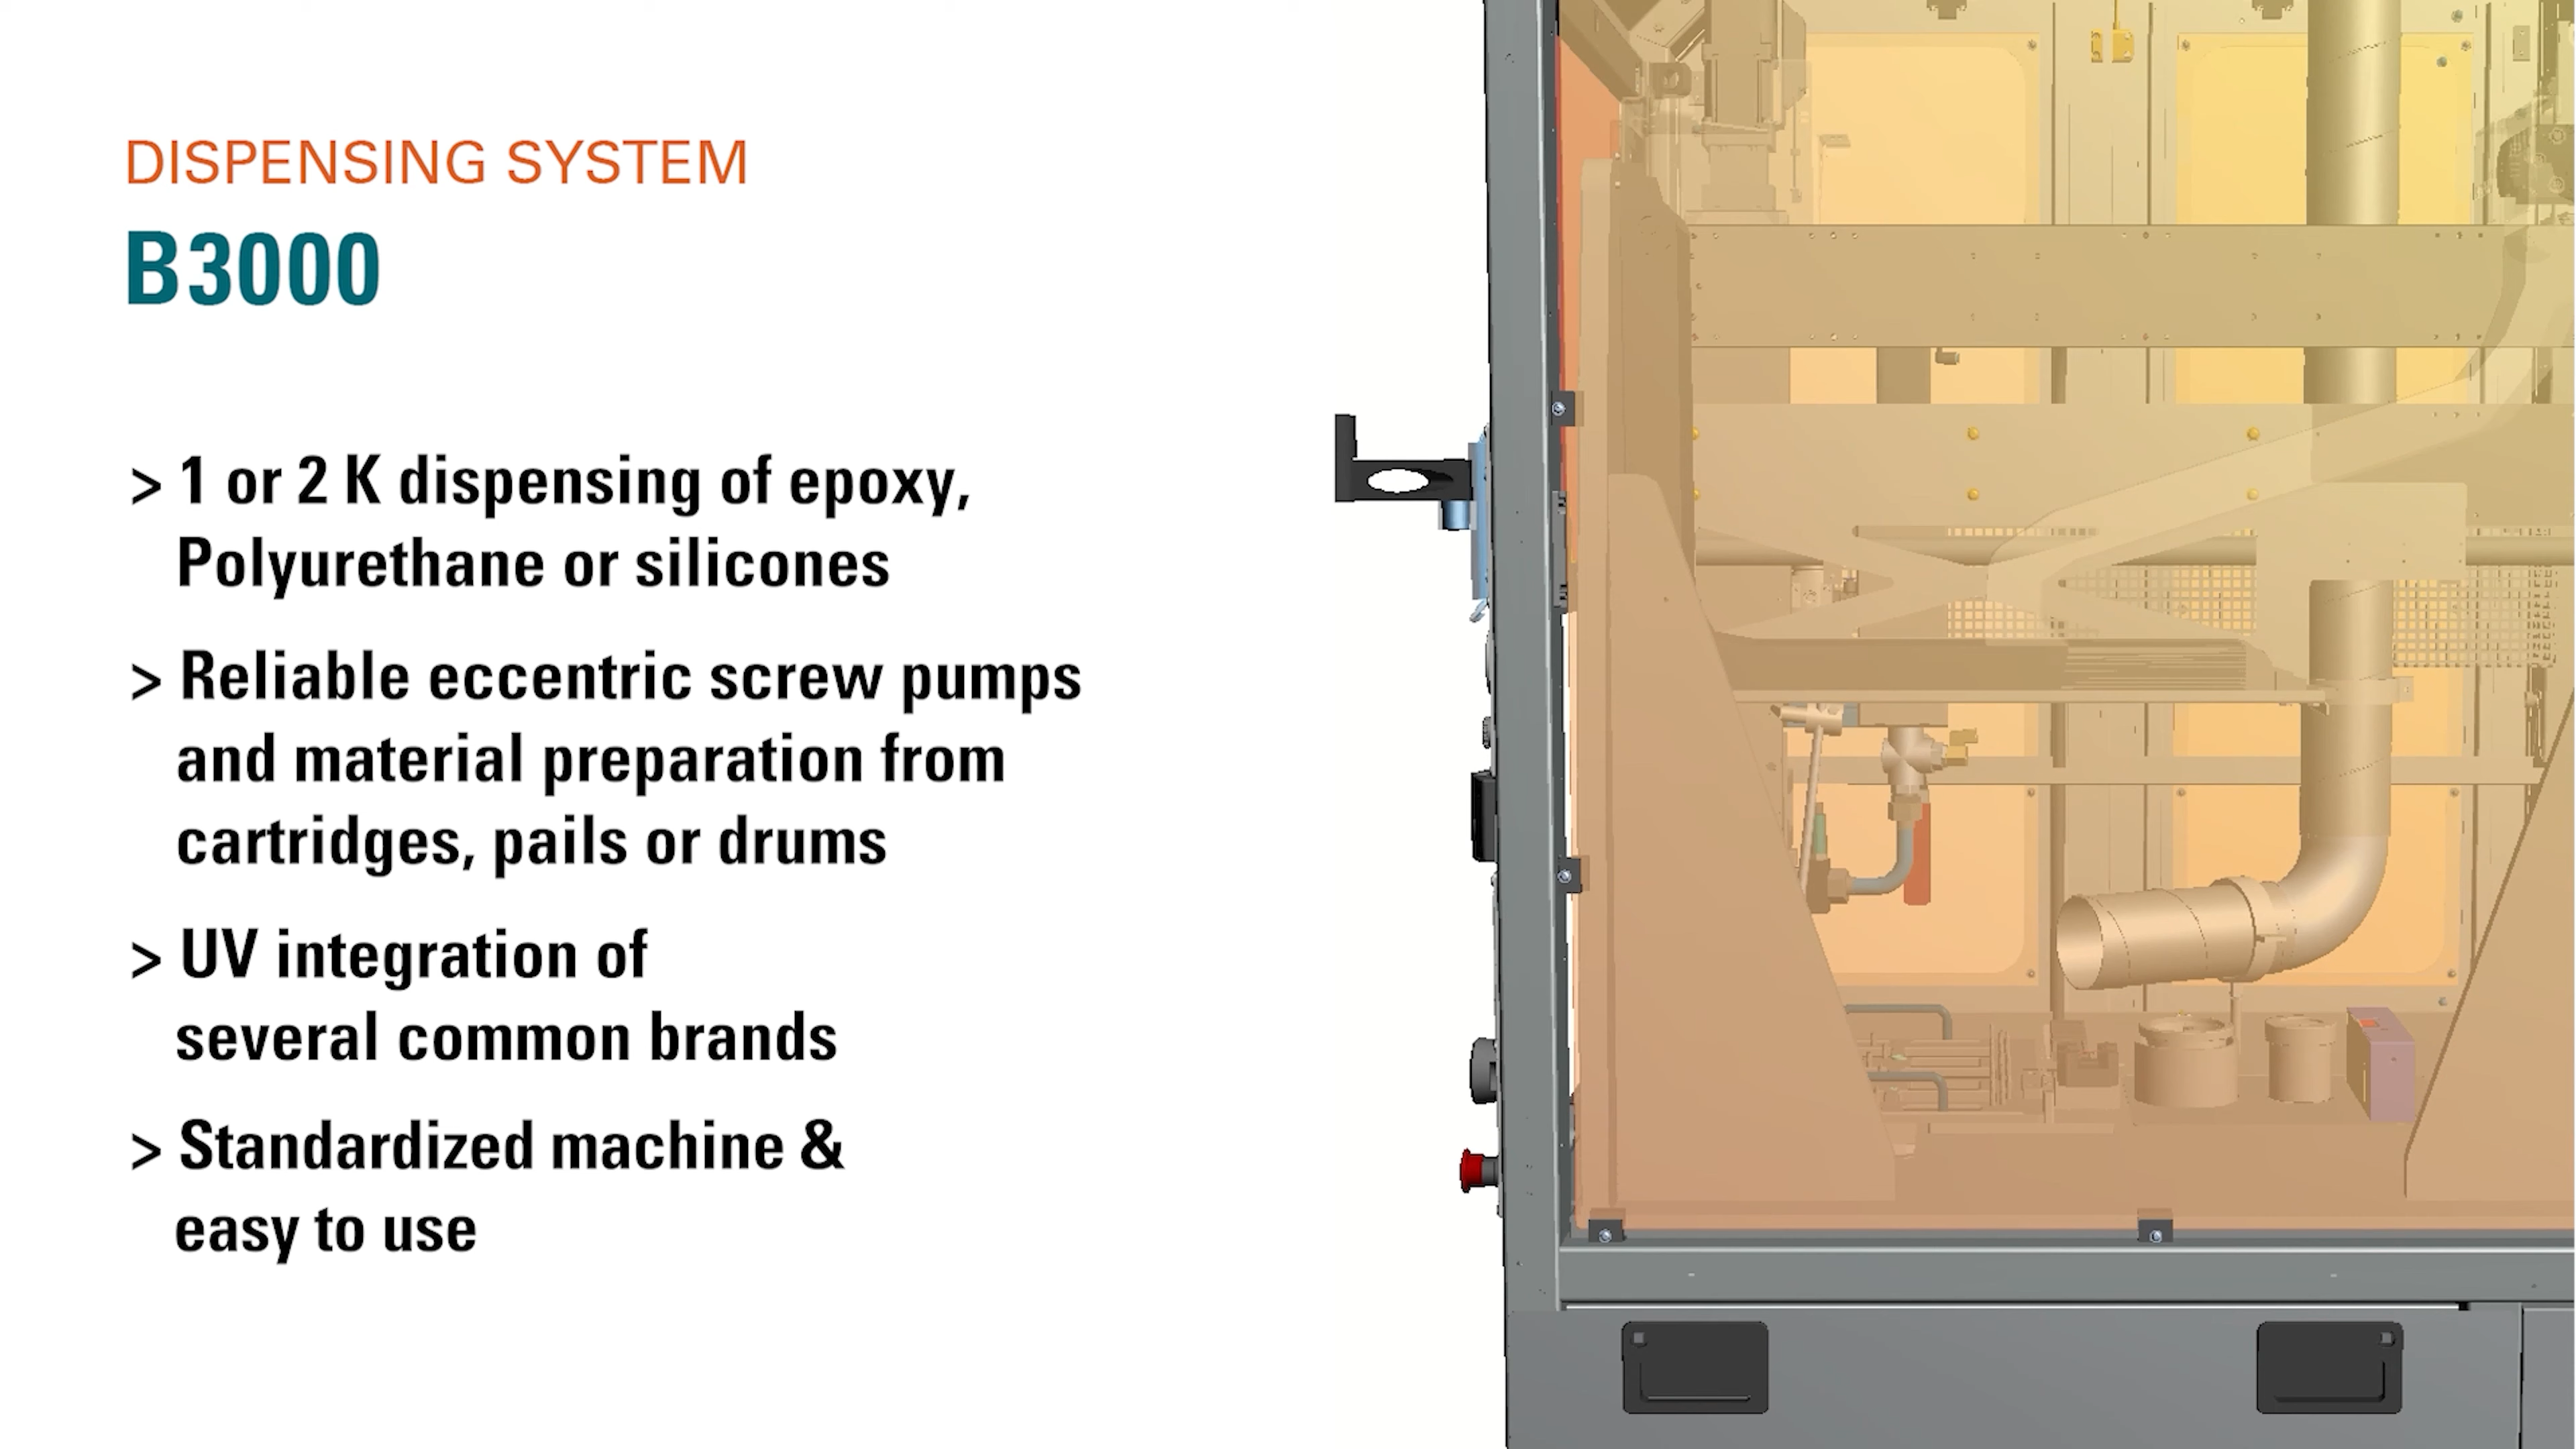 DISPENSING SYSTEM
B3000
> 1 or 2 K dispensing of epoxy,
Polyurethane or silicones
> Reliable eccentric screw pumps
and material preparation from
cartridges, pails or drums
> UV integration of
several common brands
> Standardized machine &
easy to use